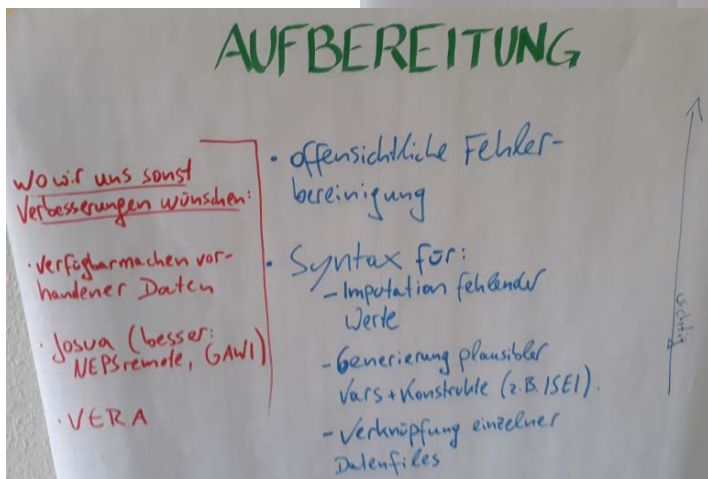 AUFBEREITUNG
wo wir uns sonst
Verbesserungen wünschen:
· Verfügbarmachen vor-
handener Daten
· Josua (besser:
NEPSremote, GAWI)
· VERA
· offensichtliche Fehler-
bereinigung
· Syntax für:
- Imputation fehlender
Werte
- Generierung plausibler
Vars + Konstrukte (z.B. ISEI).
- Verknüpfung einzelner
Datenfiles
wichtig